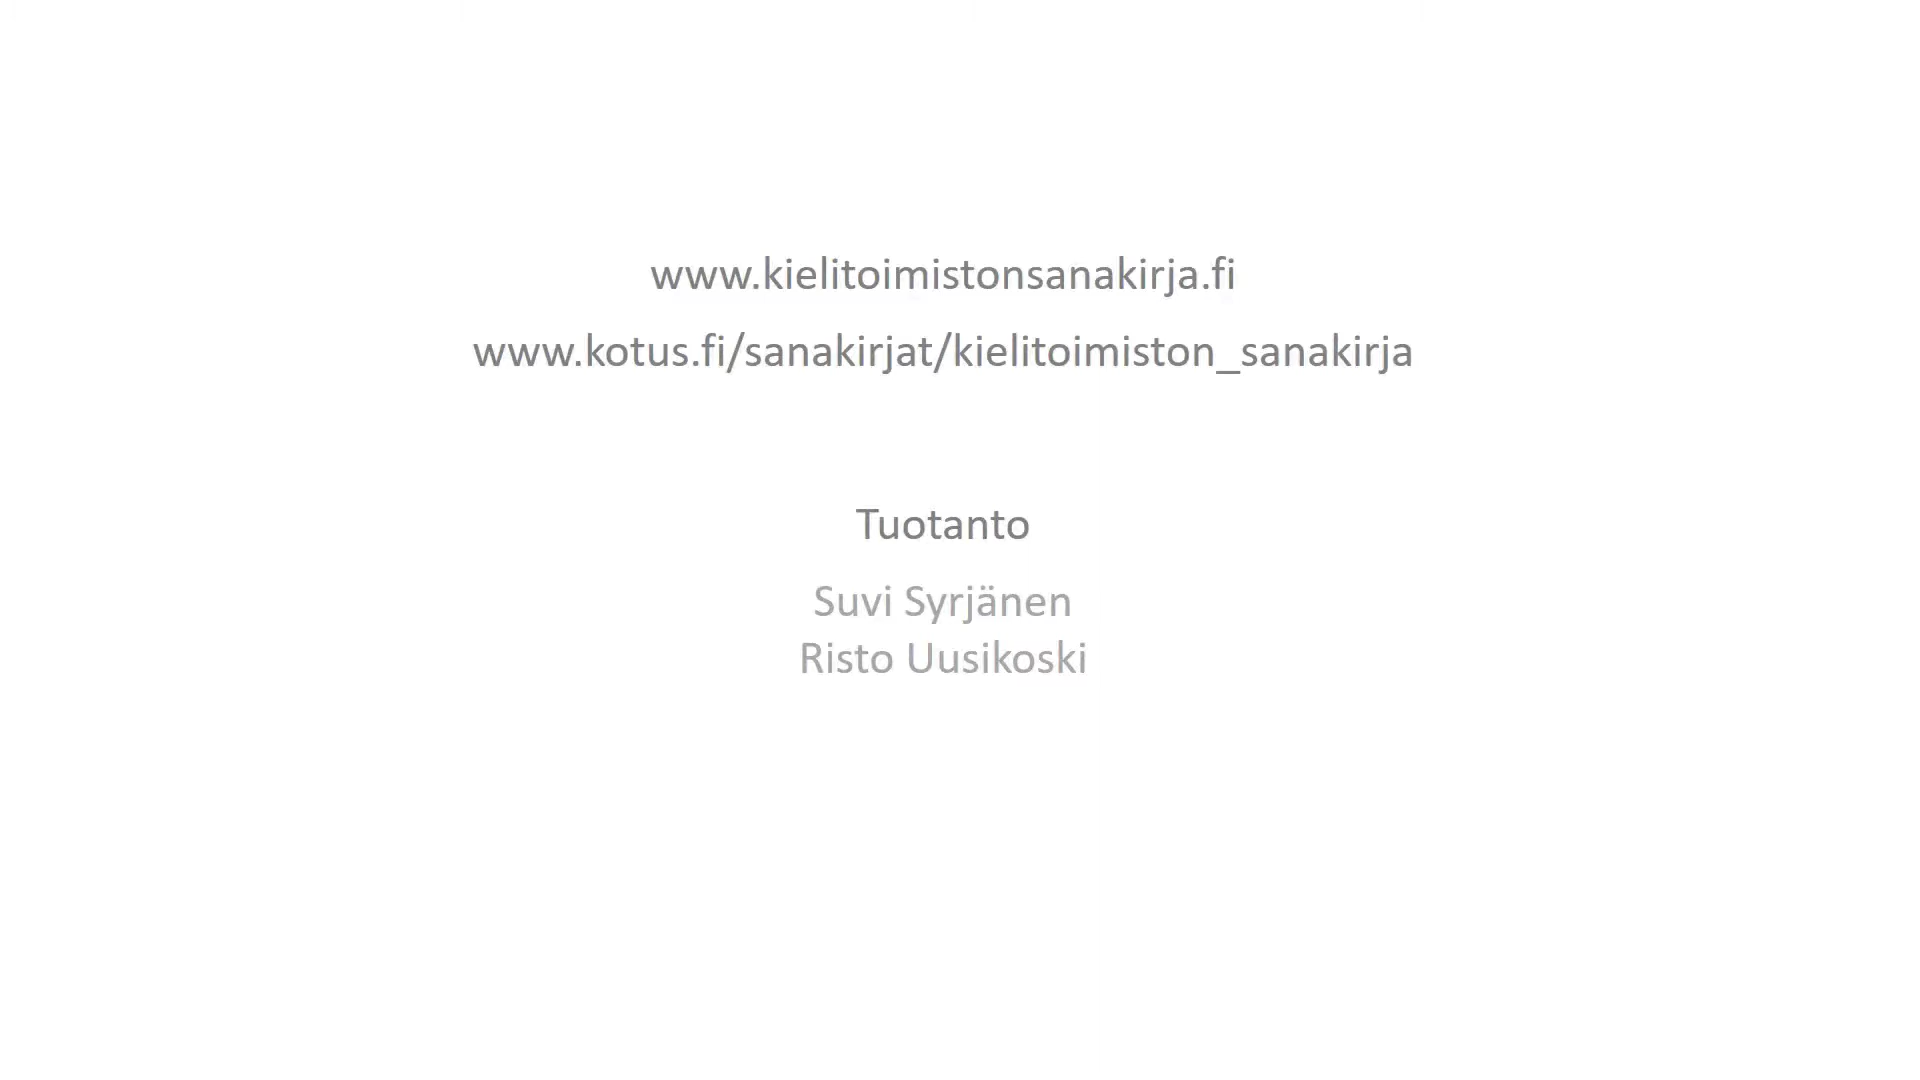 www.kielitoimistonsanakirja.fi
www.kotus.fi/sanakirjat/kielitoimiston_sanakirja
Tuotanto
Suvi Syrjänen
Risto Uusikoski